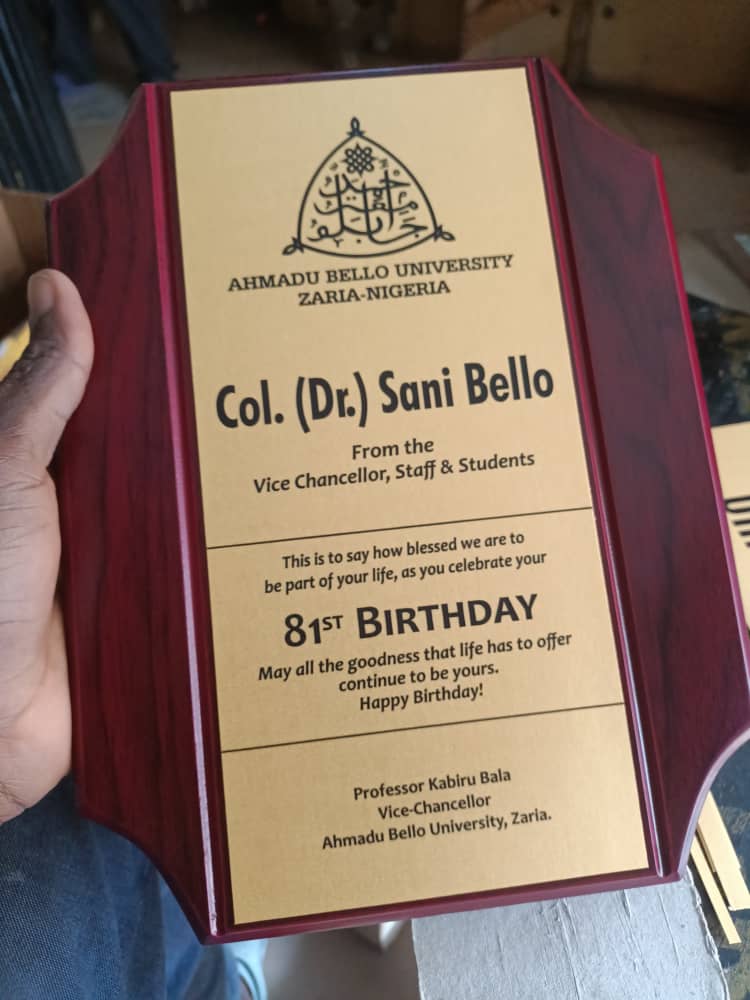 AHMADU BELLO UNIVERSITY
ZARIA-NIGERIA
Col. (Dr.) Sani Bello
From the
Vice Chancellor, Staff & Students
This is to say how blessed we are to
be part of your life, as you celebrate your
81ST BIRTHDAY
May all the goodness that life has to offer
continue to be yours.
Happy Birthday!
Professor Kabiru Bala
Vice-Chancellor
Ahmadu Bello University, Zaria.